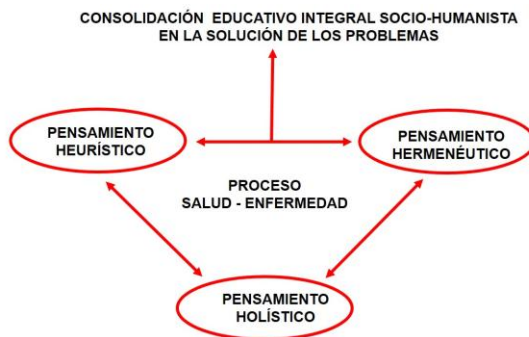 CONSOLIDACIÓN EDUCATIVO INTEGRAL SOCIO-HUMANISTA
EN LA SOLUCIÓN DE LOS PROBLEMAS
PENSAMIENTO
HEURÍSTICO
PENSAMIENTO
HERMENÉUTICO
PROCESO
SALUD - ENFERMEDAD
PENSAMIENTO
HOLÍSTICO